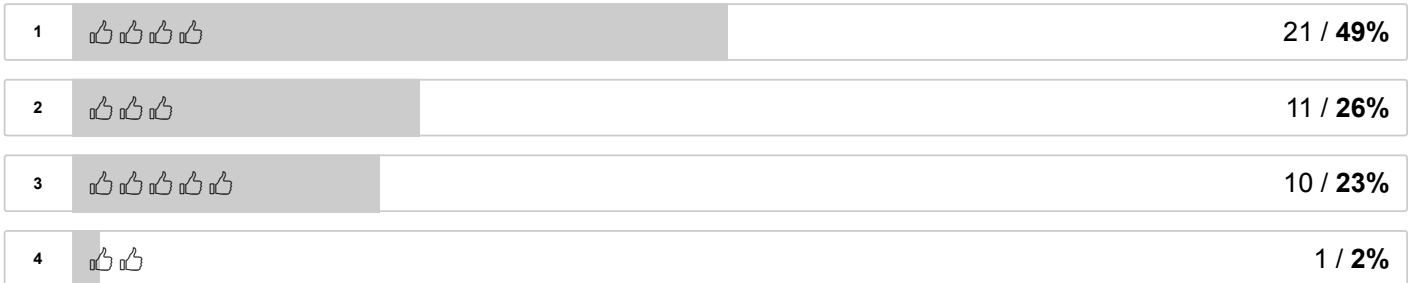 1 👍👍👍👍 21 / 49%
2 👍👍👍 11 / 26%
3 👍👍👍👍👍 10 / 23%
4 👍👍 1 / 2%